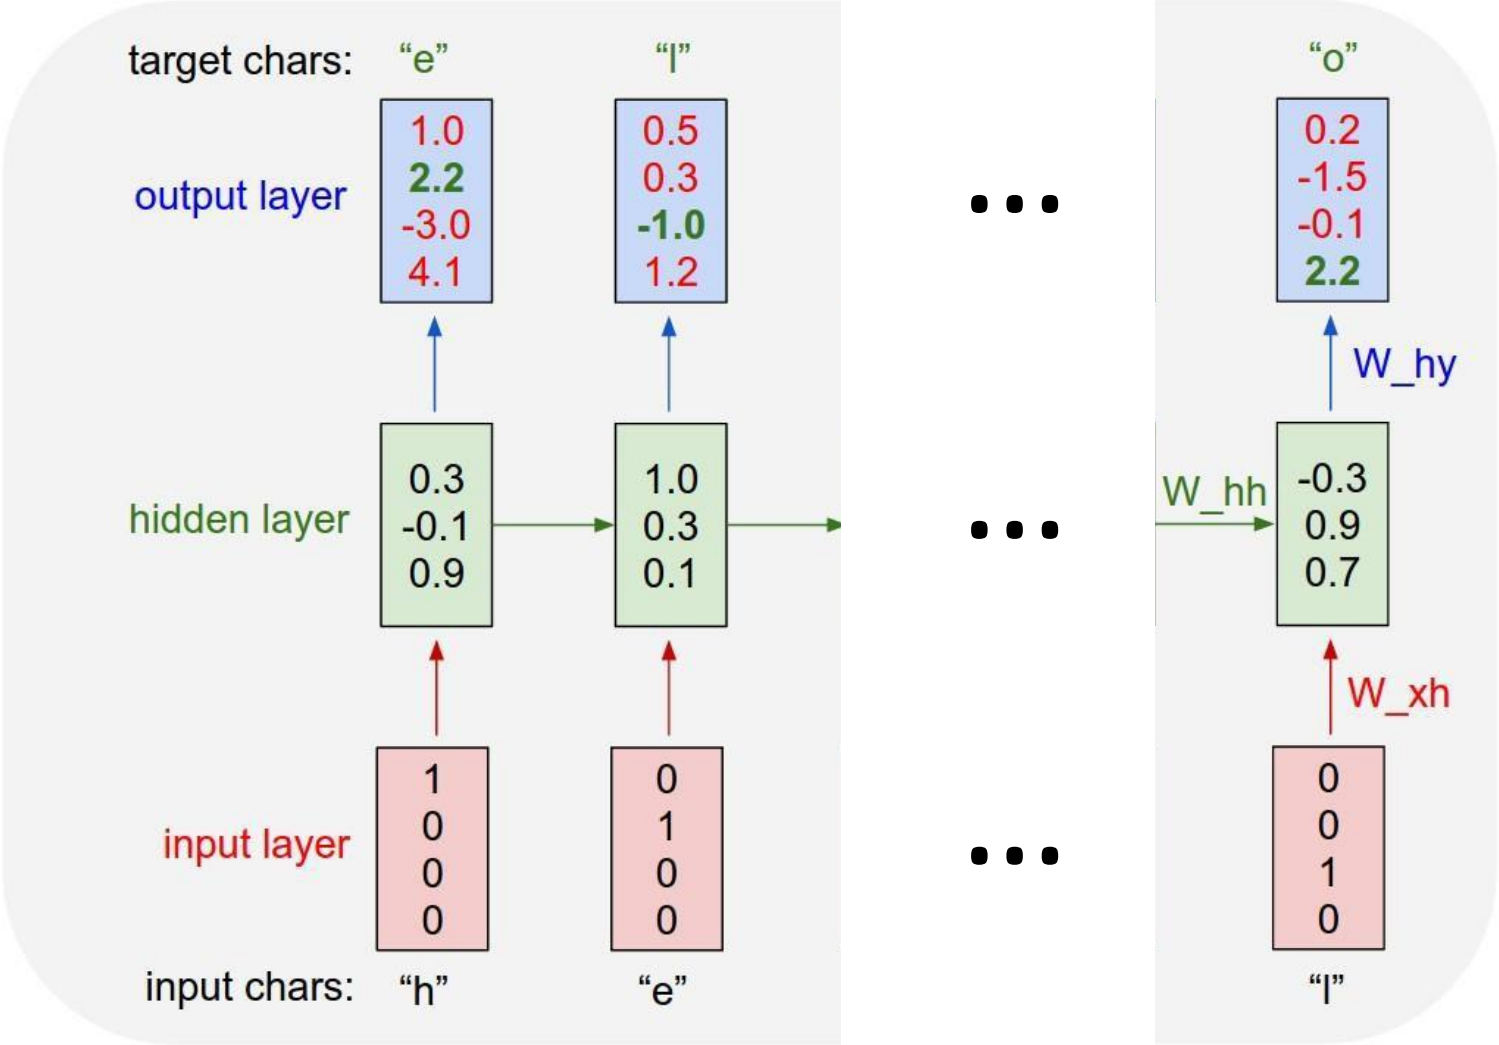 target chars: “e” “l” “o”
1.0 0.5 0.2
2.2 0.3 -1.5
output layer
-3.0 -1.0 -0.1
4.1 1.2 2.2
W_hy
0.3 1.0 W_hh -0.3
hidden layer -0.1 0.3 0.9
0.9 0.1 0.7
W_xh
1 0 0
0 1 0
input layer
0 0 1
0 0 0
input chars: “h” “e” “l”